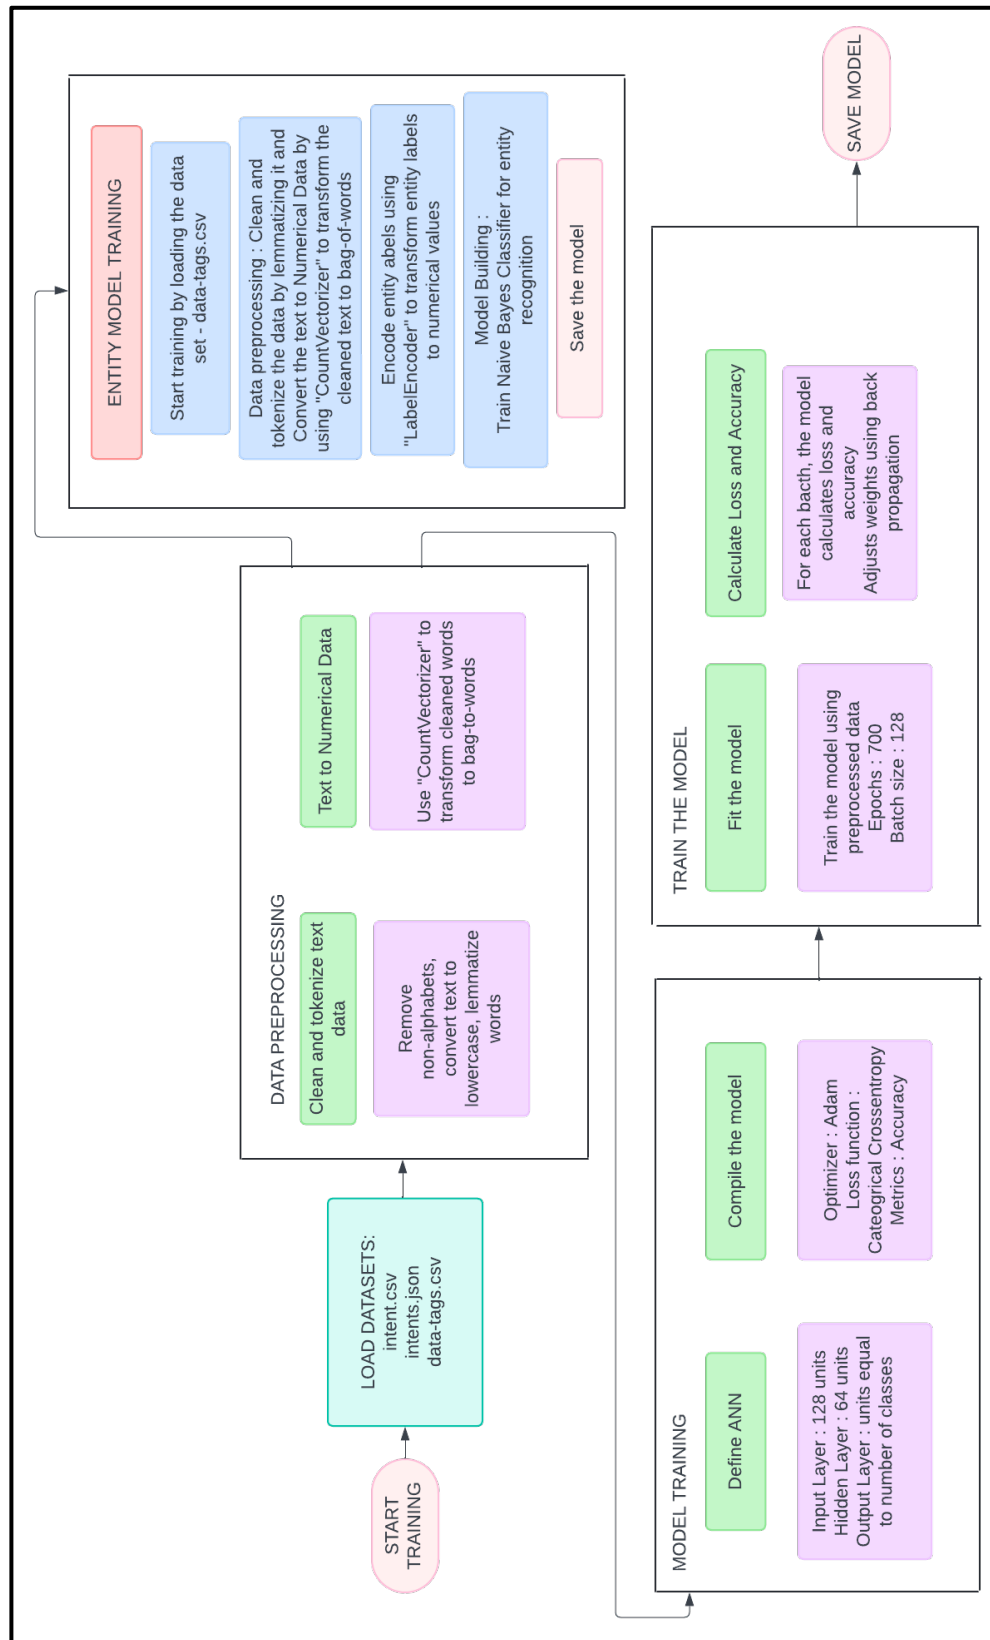 START
TRAINING
LOAD DATASETS:
intent.csv
intents.json
data-tags.csv
DATA PREPROCESSING
Clean and tokenize text
data
Remove
non-alphabets,
convert text to
lowercase, lemmatize
words
Text to Numerical Data
Use "CountVectorizer" to
transform cleaned words
to bag-to-words
ENTITY MODEL TRAINING
Start training by loading the data
set - data-tags.csv
Data preprocessing : Clean and
tokenize the data by lemmatizing it and
Convert the text to Numerical Data by
using "CountVectorizer" to transform the
cleaned text to bag-of-words
Encode entity abels using
"LabelEncoder" to transform entity labels
to numerical values
Model Building :
Train Naive Bayes Classifier for entity
recognition
Save the model
MODEL TRAINING
Define ANN
Input Layer : 128 units
Hidden Layer : 64 units
Output Layer : units equal
to number of classes
Compile the model
Optimizer : Adam
Loss function :
Cateogrical Crossentropy
Metrics : Accuracy
TRAIN THE MODEL
Fit the model
Train the model using
preprocessed data
Epochs : 700
Batch size : 128
Calculate Loss and Accuracy
For each bacth, the model
calculates loss and
accuracy
Adjusts weights using back
propagation
SAVE MODEL